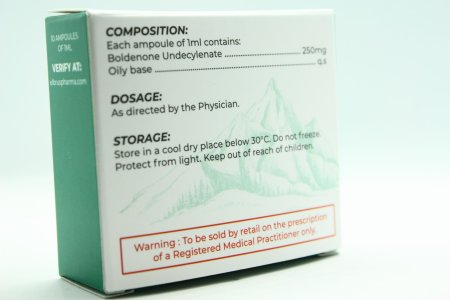 10 AMPOULES
OF 1ML
VERIFY AT:
elbruspharma.com
COMPOSITION:
Each ampoule of 1ml contains:
Boldenone Undecylenate ................................ 250mg
Oily base ........................................................... q.s
DOSAGE:
As directed by the Physician.
STORAGE:
Store in a cool dry place below 30°C. Do not freeze.
Protect from light. Keep out of reach of children.
Warning : To be sold by retail on the prescription
of a Registered Medical Practitioner only.